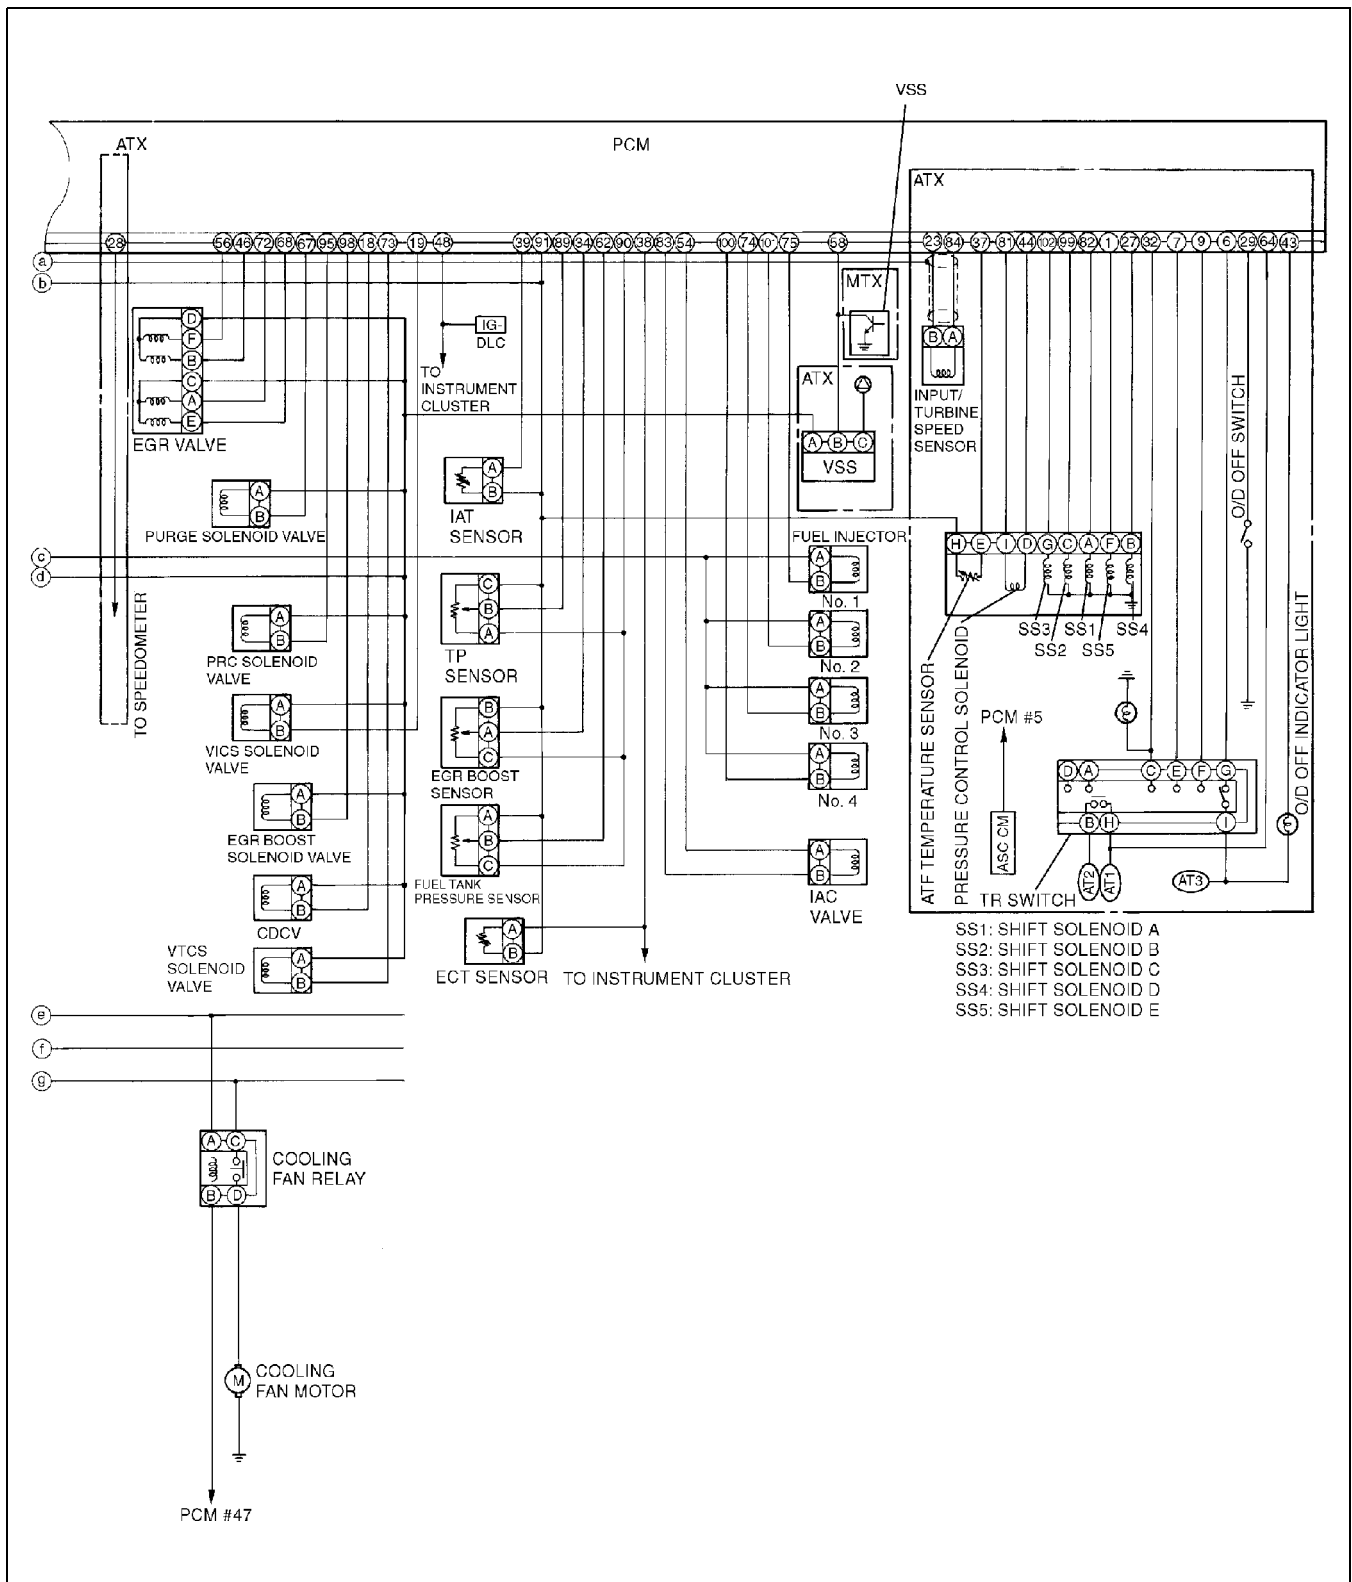 VSS
ATX
PCM
ATX
28 56 46 72 68 67 95 98 18 73 19 48 39 91 89 34 62 90 38 83 54 100 74 101 75 58 23 84 37 81 44 102 99 82 1 27 32 7 9 6 29 64 43
a
b
MTX
D
F
B
C
A
E
EGR VALVE
IG-
DLC
TO
INSTRUMENT
CLUSTER
ATX
A B C
VSS
B A
INPUT/
TURBINE
SPEED
SENSOR
O/D OFF SWITCH
A
B
PURGE SOLENOID VALVE
A
B
IAT
SENSOR
c
d
FUEL INJECTOR
A
B
No. 1
A
B
No. 2
A
B
No. 3
A
B
No. 4
H E I D G C A F B
SS3 SS1 SS4
SS2 SS5
TO SPEEDOMETER
A
B
PRC SOLENOID
VALVE
C
B
A
TP
SENSOR
A
B
VICS SOLENOID
VALVE
B
A
C
EGR BOOST
SENSOR
A
B
EGR BOOST
SOLENOID VALVE
A
B
C
FUEL TANK
PRESSURE SENSOR
A
B
IAC
VALVE
ATF TEMPERATURE SENSOR
PRESSURE CONTROL SOLENOID
PCM #5
ASC CM
D A C E F G
B H I
AT2
AT1
AT3
TR SWITCH
O/D OFF INDICATOR LIGHT
A
B
CDCV
A
B
ECT SENSOR
TO INSTRUMENT CLUSTER
VTCS
SOLENOID
VALVE
A
B
SS1: SHIFT SOLENOID A
SS2: SHIFT SOLENOID B
SS3: SHIFT SOLENOID C
SS4: SHIFT SOLENOID D
SS5: SHIFT SOLENOID E
e
f
g
A C
B D
COOLING
FAN RELAY
M
COOLING
FAN MOTOR
PCM #47